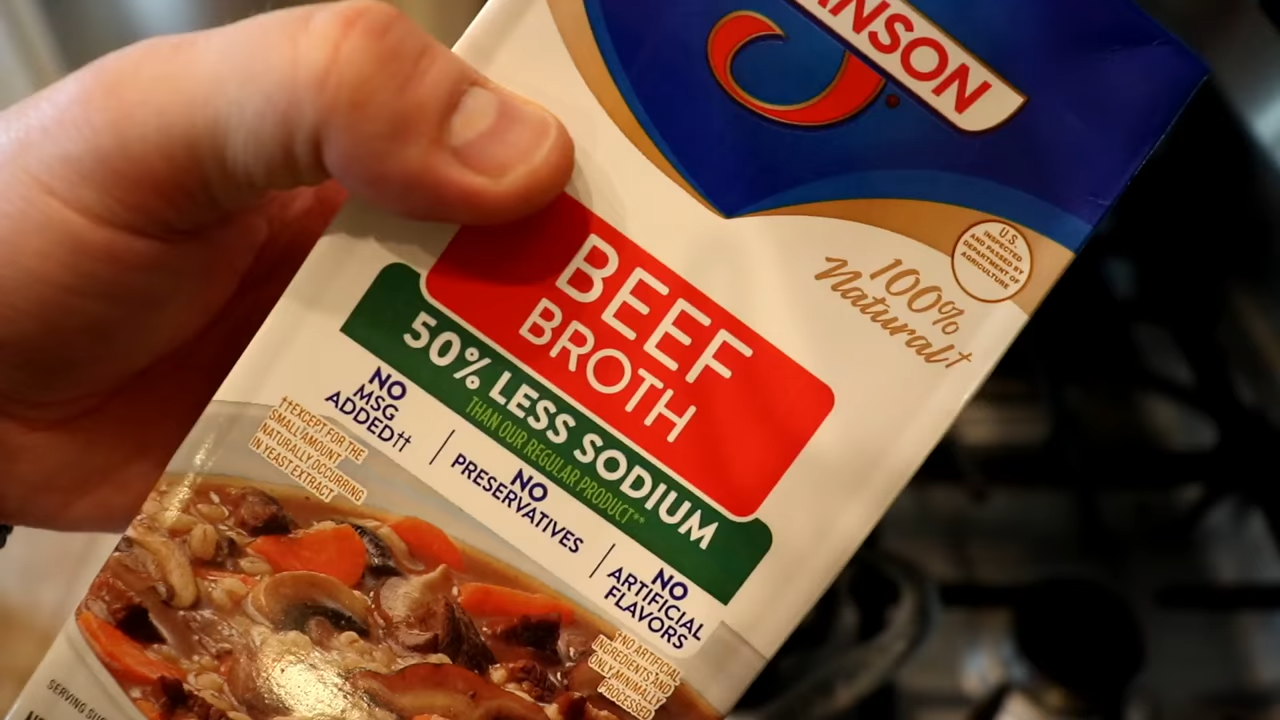 ANSON
U.S.
INSPECTED
AND PASSED BY
DEPARTMENT OF
AGRICULTURE
100%
Natural†
BEEF
BROTH
50% LESS SODIUM
THAN OUR REGULAR PRODUCT**
NO
MSG
ADDED††
††EXCEPT FOR THE
SMALL AMOUNT
NATURALLY OCCURRING
IN YEAST EXTRACT
NO
PRESERVATIVES
NO
ARTIFICIAL
FLAVORS
†NO ARTIFICIAL
INGREDIENTS AND
ONLY MINIMALLY
PROCESSED
SERVING